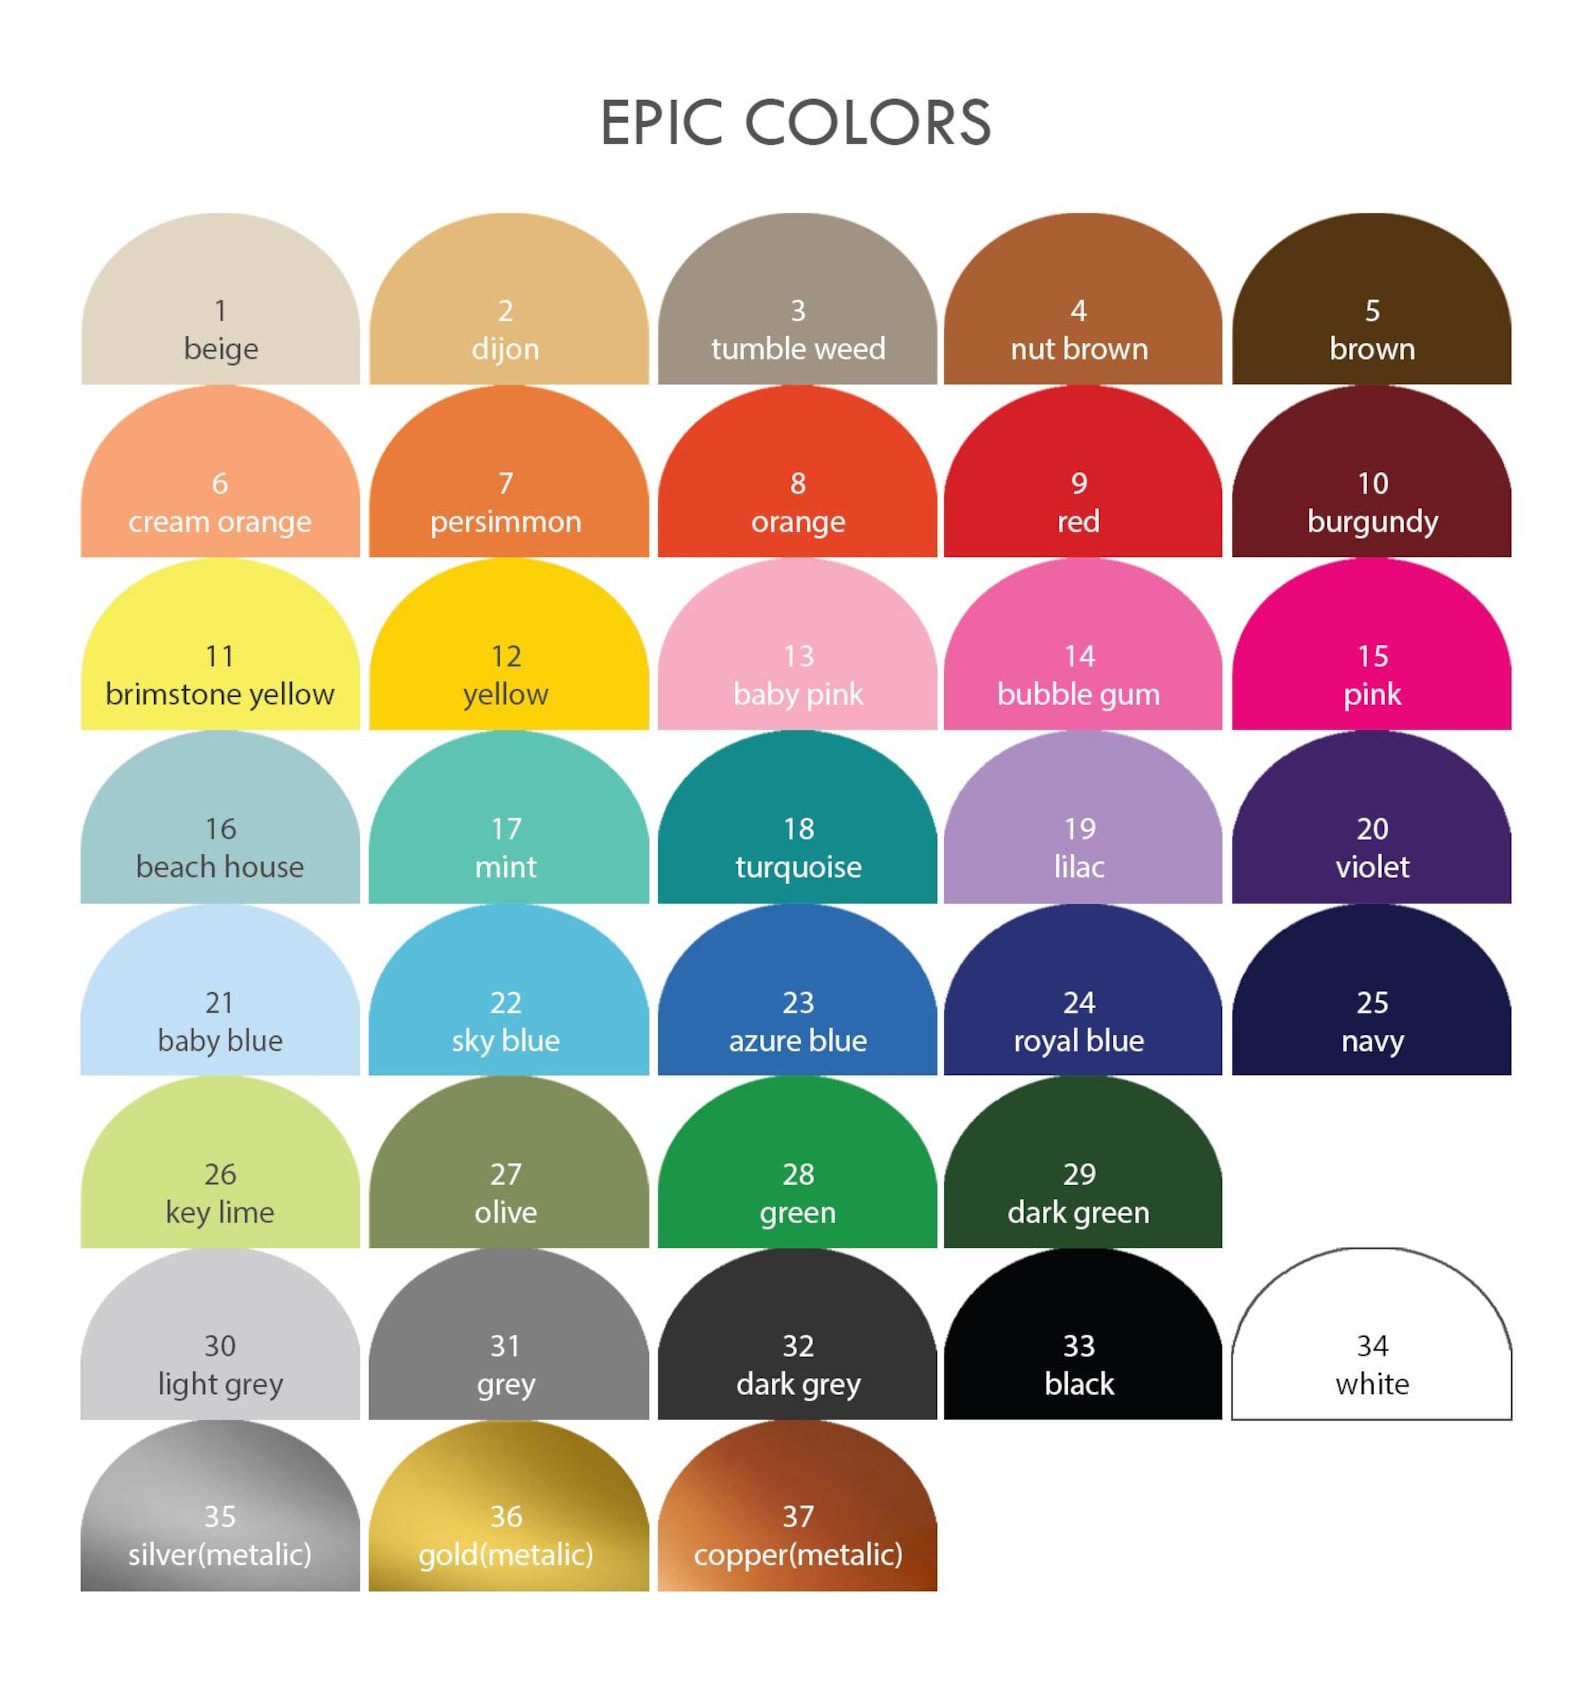 EPIC COLORS
1
beige
2
dijon
3
tumble weed
4
nut brown
5
brown
6
cream orange
7
persimmon
8
orange
9
red
10
burgundy
11
brimstone yellow
12
yellow
13
baby pink
14
bubble gum
15
pink
16
beach house
17
mint
18
turquoise
19
lilac
20
violet
21
baby blue
22
sky blue
23
azure blue
24
royal blue
25
navy
26
key lime
27
olive
28
green
29
dark green
30
light grey
31
grey
32
dark grey
33
black
34
white
35
silver(metalic)
36
gold(metalic)
37
copper(metalic)